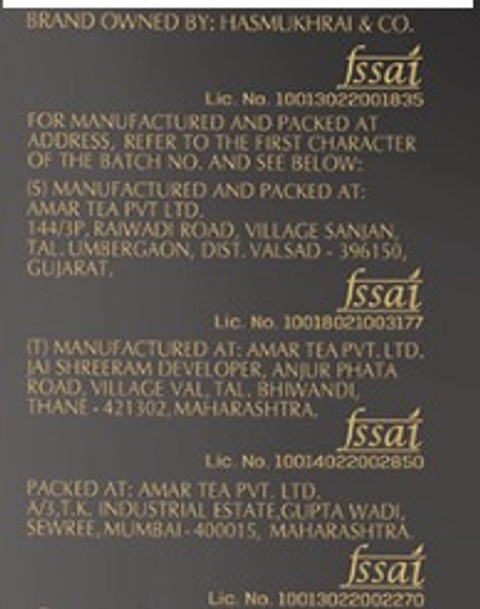 BRAND OWNED BY: HASMUKHRAI & CO.
fssai
Lic. No. 10013022001835
FOR MANUFACTURED AND PACKED AT
ADDRESS, REFER TO THE FIRST CHARACTER
OF THE BATCH NO. AND SEE BELOW:
(S) MANUFACTURED AND PACKED AT:
AMAR TEA PVT LTD.
144/3P, RAIWADI ROAD, VILLAGE SANJAN,
TAL. UMBERGAON, DIST. VALSAD - 396150,
GUJARAT,
fssai
Lic. No. 10018021003177
(T) MANUFACTURED AT: AMAR TEA PVT. LTD.
JAI SHREERAM DEVELOPER, ANJUR PHATA
ROAD, VILLAGE VAL, TAL. BHIWANDI,
THANE - 421302, MAHARASHTRA.
fssai
Lic. No. 10014022002850
PACKED AT: AMAR TEA PVT. LTD.
A/3,T.K. INDUSTRIAL ESTATE,GUPTA WADI,
SEWREE, MUMBAI - 400015, MAHARASHTRA.
fssai
Lic. No. 10013022002270